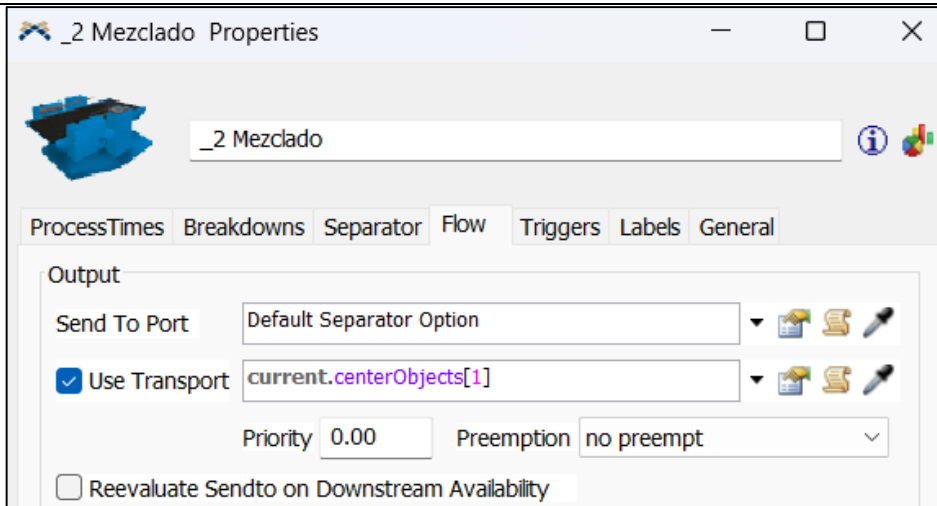 _2 Mezclado Properties
_2 Mezclado
ProcessTimes Breakdowns Separator Flow Triggers Labels General
Output
Send To Port Default Separator Option
Use Transport current.centerObjects[1]
Priority 0.00 Preemption no preempt
Reevaluate Sendto on Downstream Availability